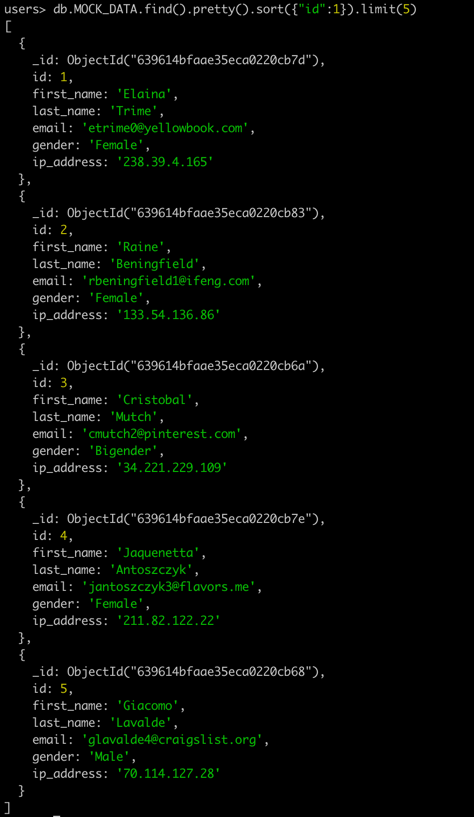 users> db.MOCK_DATA.find().pretty().sort({"id":1}).limit(5)
[
  {
    _id: ObjectId("639614bfaae35eca0220cb7d"),
    id: 1,
    first_name: 'Elaina',
    last_name: 'Trime',
    email: 'etrime0@yellowbook.com',
    gender: 'Female',
    ip_address: '238.39.4.165'
  },
  {
    _id: ObjectId("639614bfaae35eca0220cb83"),
    id: 2,
    first_name: 'Raine',
    last_name: 'Beningfield',
    email: 'rbeningfield1@ifeng.com',
    gender: 'Female',
    ip_address: '133.54.136.86'
  },
  {
    _id: ObjectId("639614bfaae35eca0220cb6a"),
    id: 3,
    first_name: 'Cristobal',
    last_name: 'Mutch',
    email: 'cmutch2@pinterest.com',
    gender: 'Bigender',
    ip_address: '34.221.229.109'
  },
  {
    _id: ObjectId("639614bfaae35eca0220cb7e"),
    id: 4,
    first_name: 'Jaquenetta',
    last_name: 'Antoszczyk',
    email: 'jantoszczyk3@flavors.me',
    gender: 'Female',
    ip_address: '211.82.122.22'
  },
  {
    _id: ObjectId("639614bfaae35eca0220cb68"),
    id: 5,
    first_name: 'Giacomo',
    last_name: 'Lavalde',
    email: 'glavalde4@craigslist.org',
    gender: 'Male',
    ip_address: '70.114.127.28'
  }
]